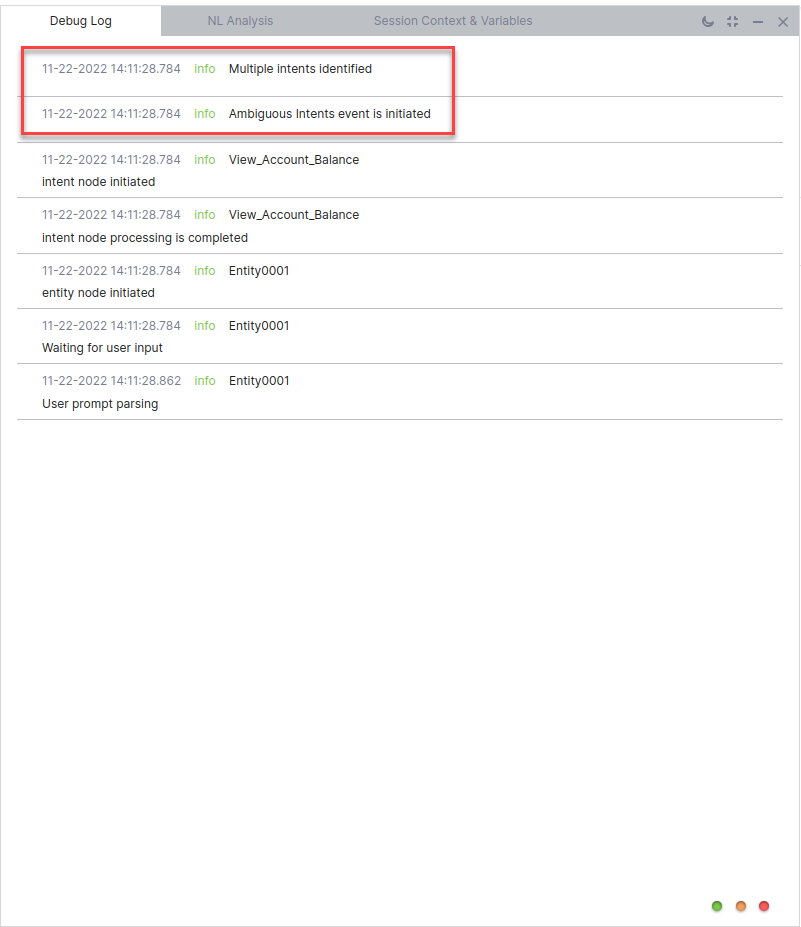 Debug Log NL Analysis Session Context & Variables
11-22-2022 14:11:28.784 info Multiple intents identified
11-22-2022 14:11:28.784 info Ambiguous Intents event is initiated
11-22-2022 14:11:28.784 info View_Account_Balance
intent node initiated
11-22-2022 14:11:28.784 info View_Account_Balance
intent node processing is completed
11-22-2022 14:11:28.784 info Entity0001
entity node initiated
11-22-2022 14:11:28.784 info Entity0001
Waiting for user input
11-22-2022 14:11:28.862 info Entity0001
User prompt parsing